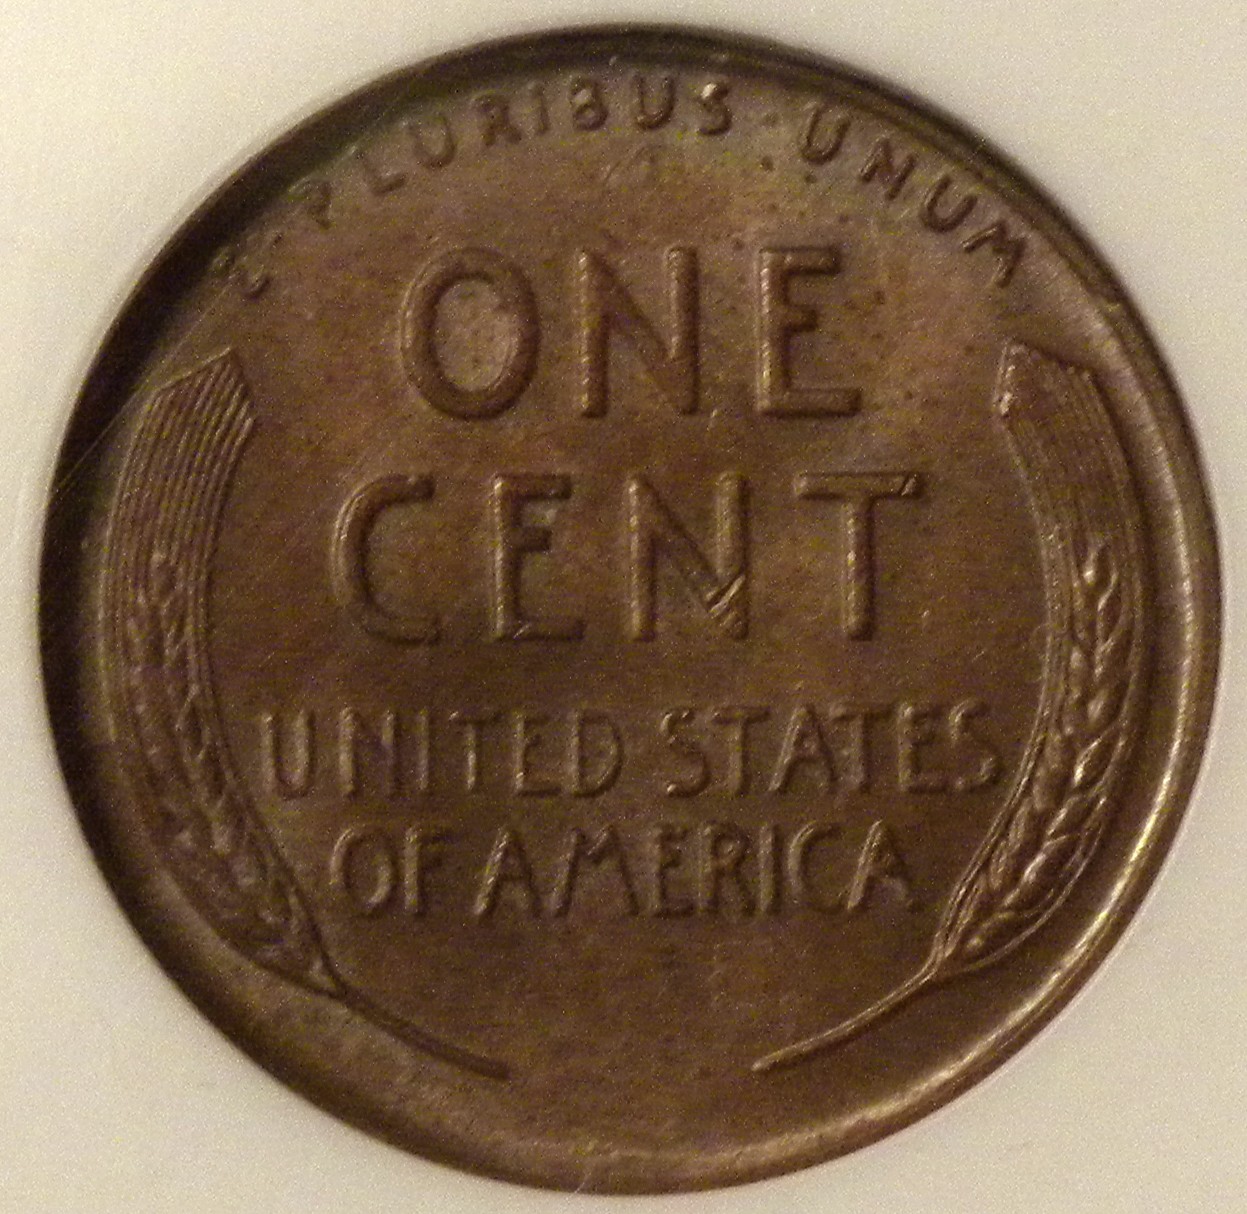 E PLURIBUS · UNUM
ONE
CENT
UNITED STATES
OF AMERICA